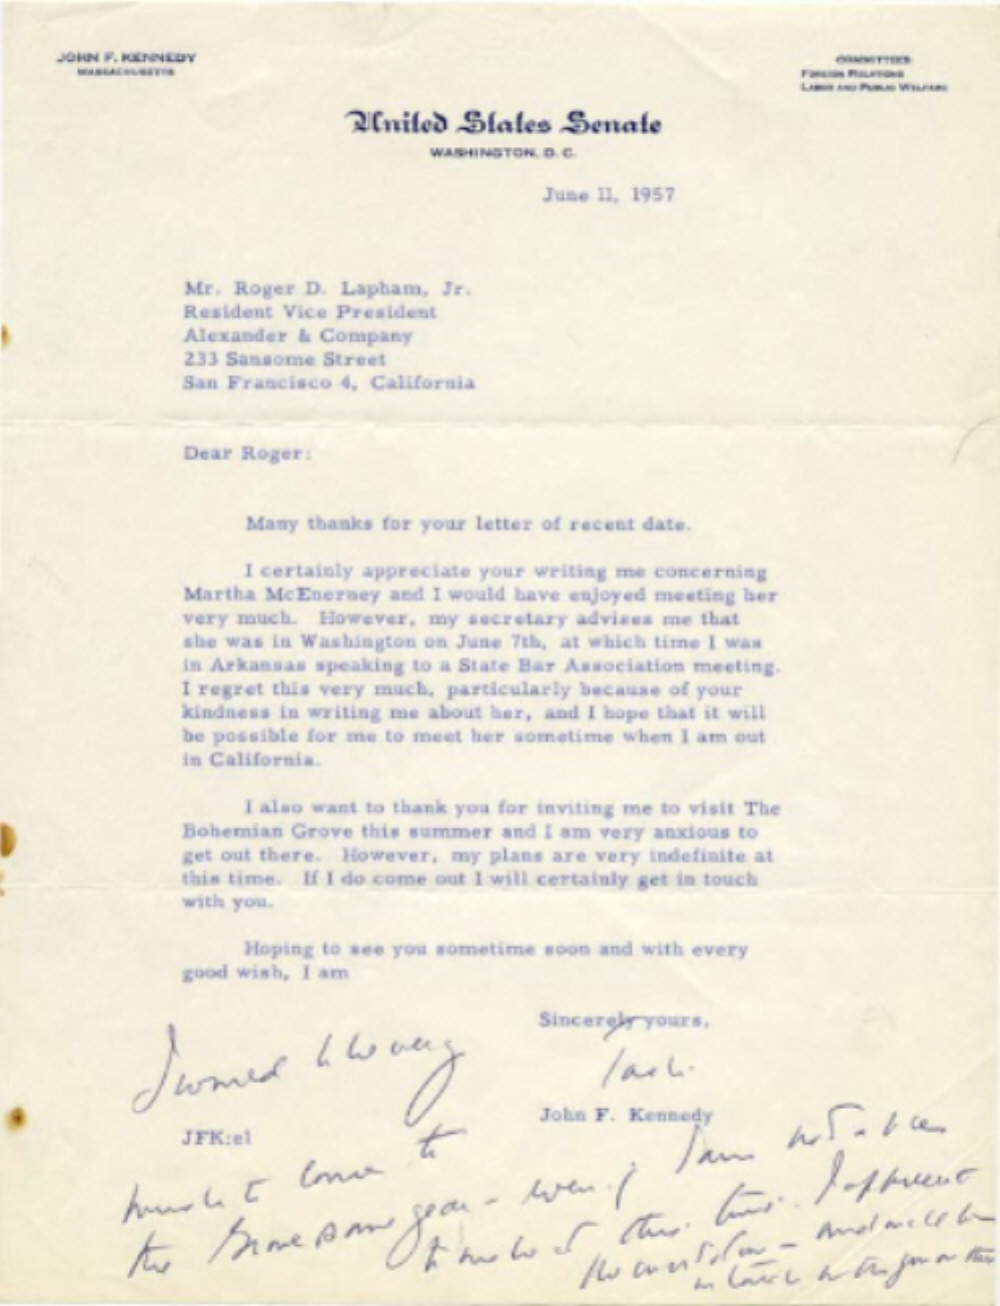 JOHN F. KENNEDY
MASSACHUSETTS
COMMITTEES:
FOREIGN RELATIONS
LABOR AND PUBLIC WELFARE
United States Senate
WASHINGTON, D. C.
June 11, 1957
Mr. Roger D. Lapham, Jr.
Resident Vice President
Alexander & Company
233 Sansome Street
San Francisco 4, California
Dear Roger:
Many thanks for your letter of recent date.
I certainly appreciate your writing me concerning
Martha McEnerney and I would have enjoyed meeting her
very much. However, my secretary advises me that
she was in Washington on June 7th, at which time I was
in Arkansas speaking to a State Bar Association meeting.
I regret this very much, particularly because of your
kindness in writing me about her, and I hope that it will
be possible for me to meet her sometime when I am out
in California.
I also want to thank you for inviting me to visit The
Bohemian Grove this summer and I am very anxious to
get out there. However, my plans are very indefinite at
this time. If I do come out I will certainly get in touch
with you.
Hoping to see you sometime soon and with every
good wish, I am
Sincerely yours,
Jack
John F. Kennedy
JFK:el
I would like very
much to come to
the Grove some year - even if I am not able
to make it this time. I appreciate